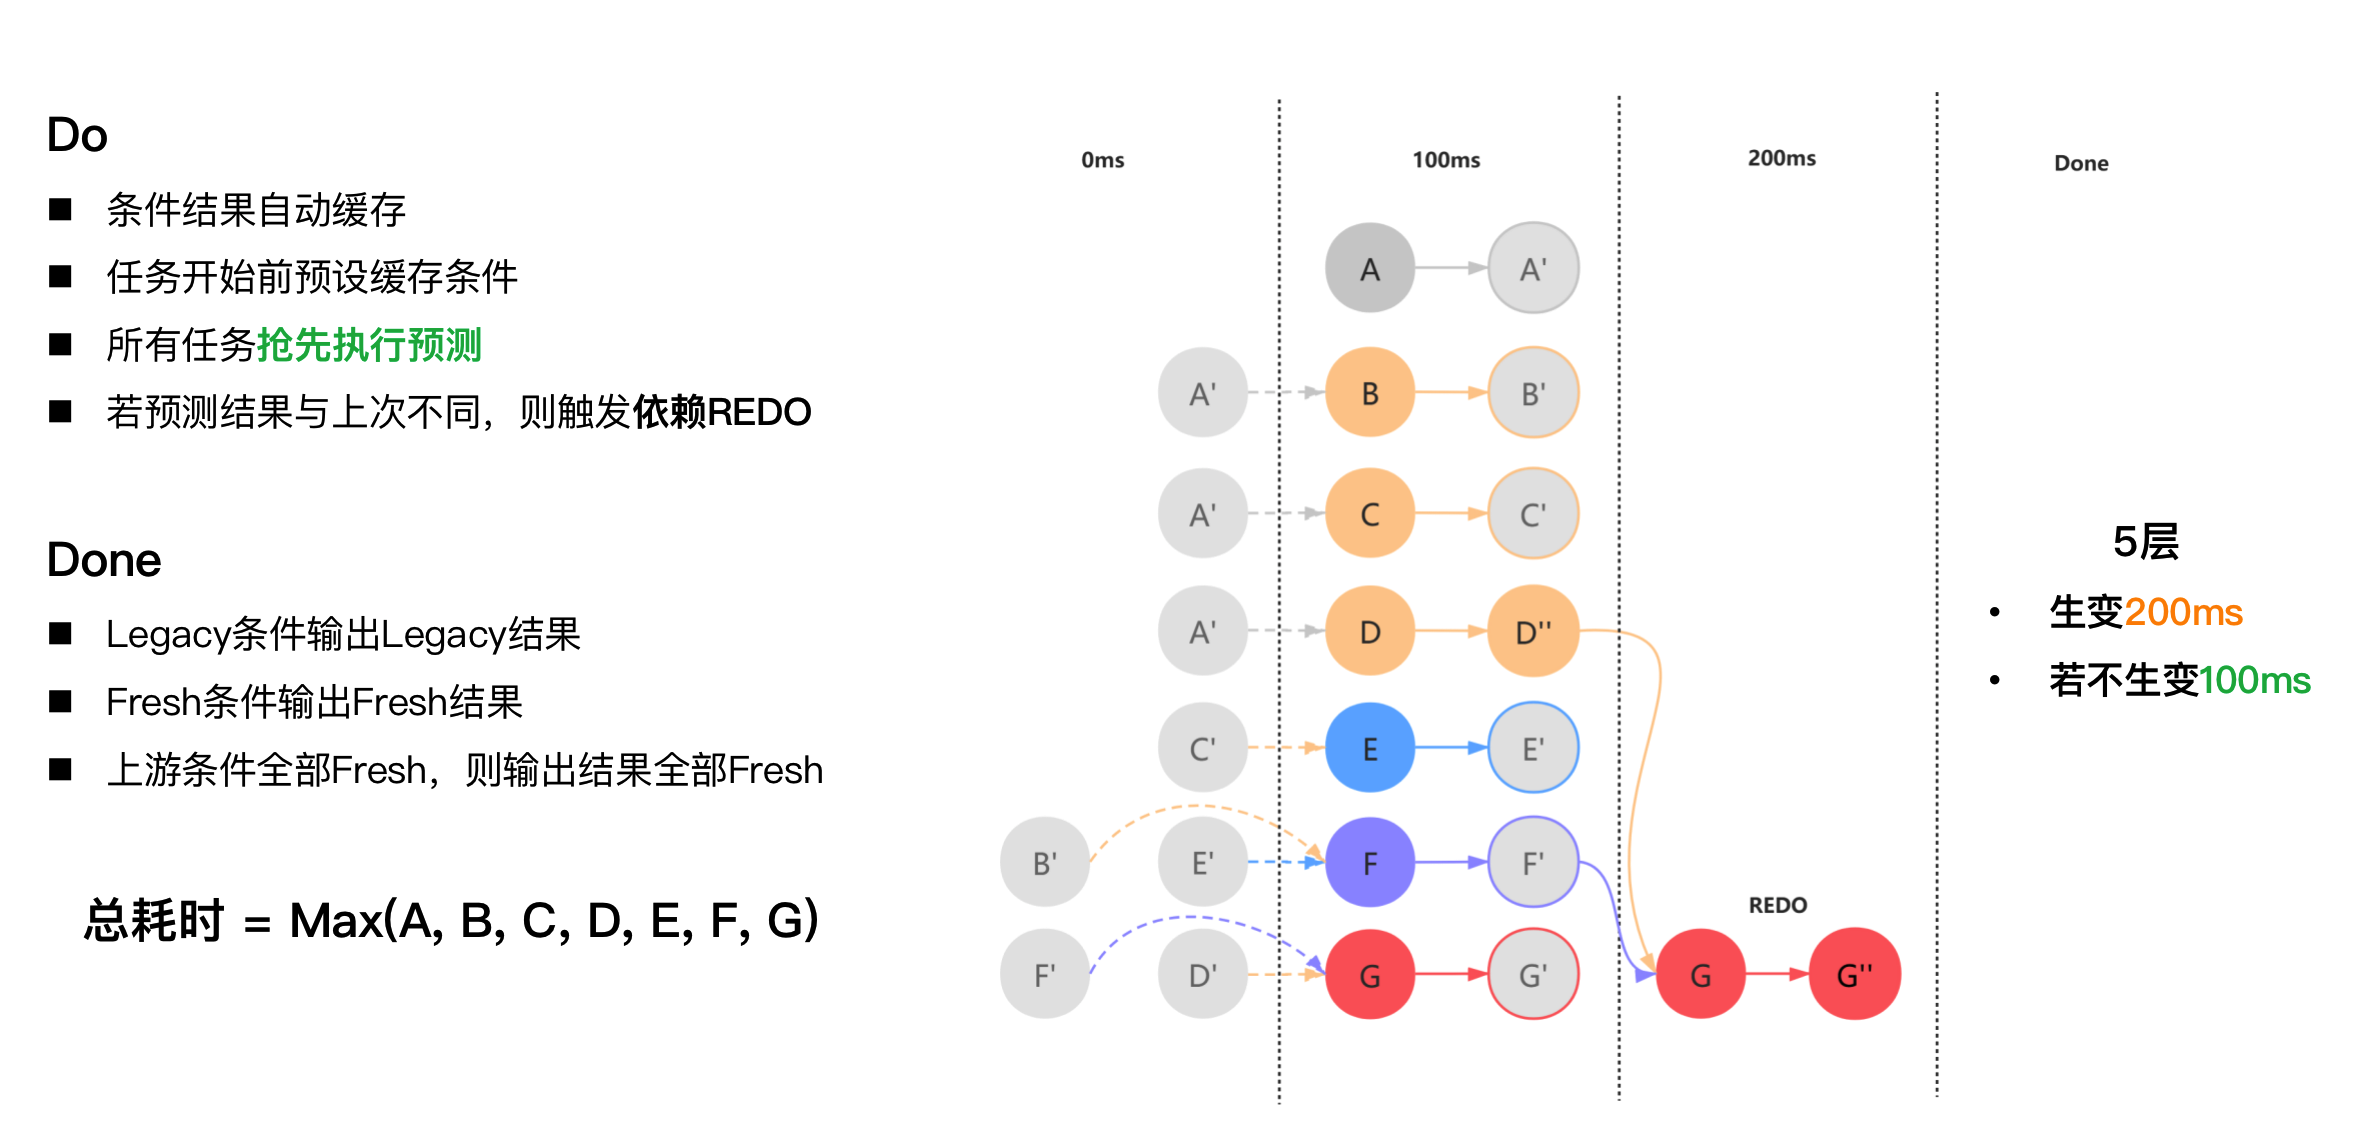 Do
■ 条件结果自动缓存
■ 任务开始前预设缓存条件
■ 所有任务抢先执行预测
■ 若预测结果与上次不同，则触发依赖REDO
Done
■ Legacy条件输出Legacy结果
■ Fresh条件输出Fresh结果
■ 上游条件全部Fresh，则输出结果全部Fresh
总耗时 = Max(A, B, C, D, E, F, G)
0ms 100ms 200ms Done
A A'
A' B B'
A' C C'
A' D D''
C' E E'
B' E' F F'
REDO
F' D' G G' G G''
5层
• 生变200ms
• 若不生变100ms